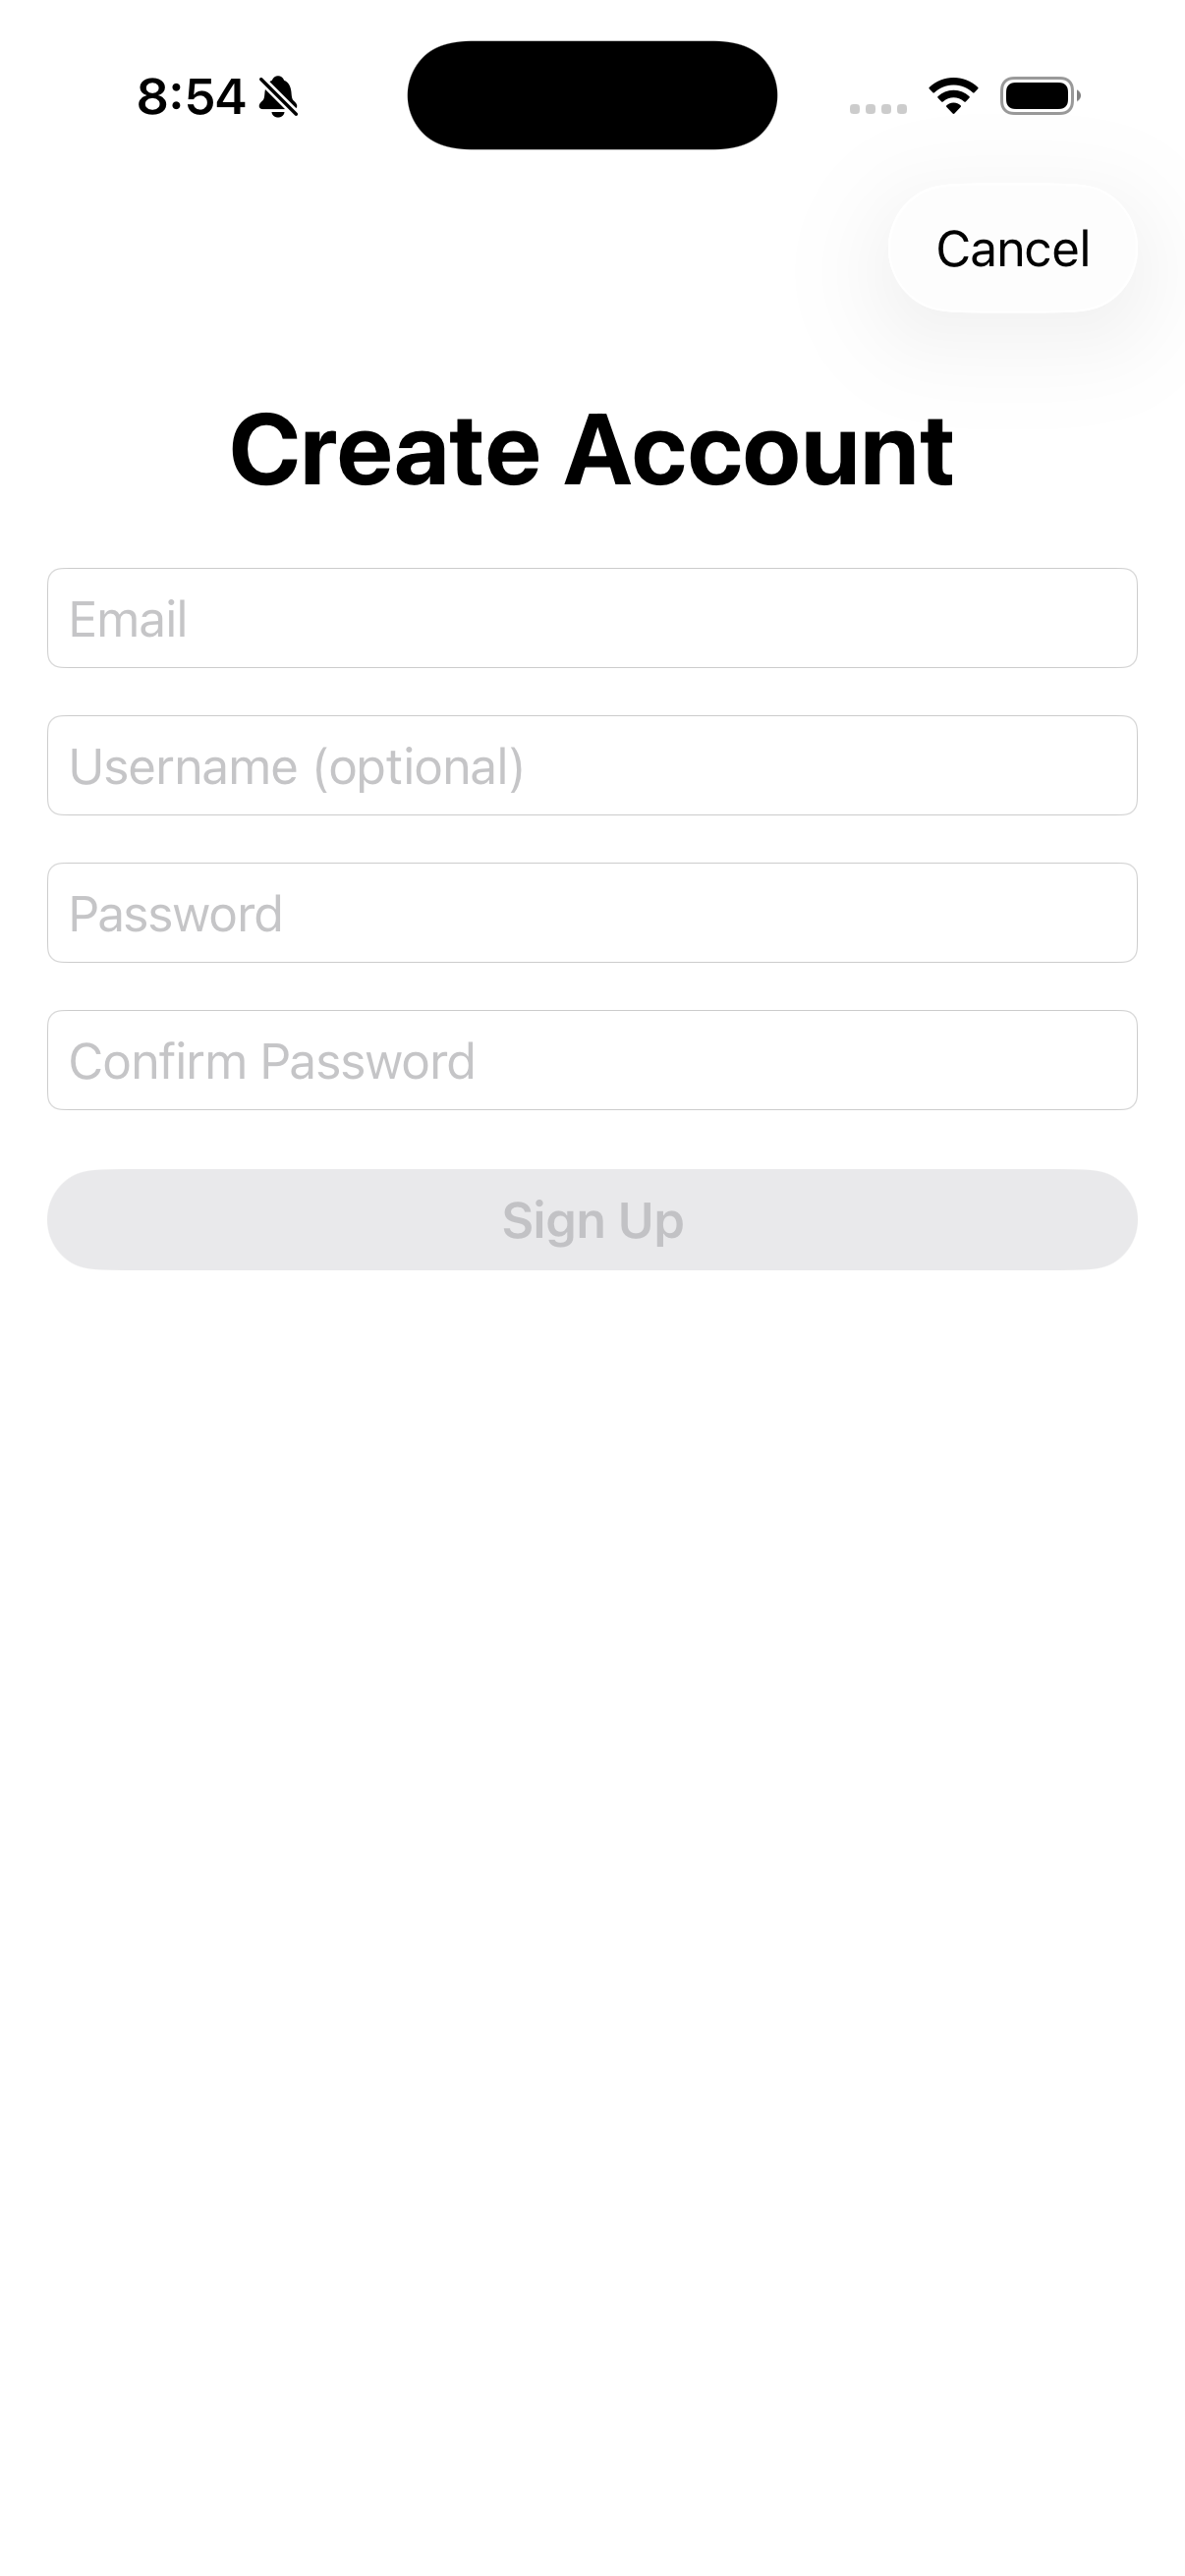 8:54
Cancel
Create Account
Email
Username (optional)
Password
Confirm Password
Sign Up